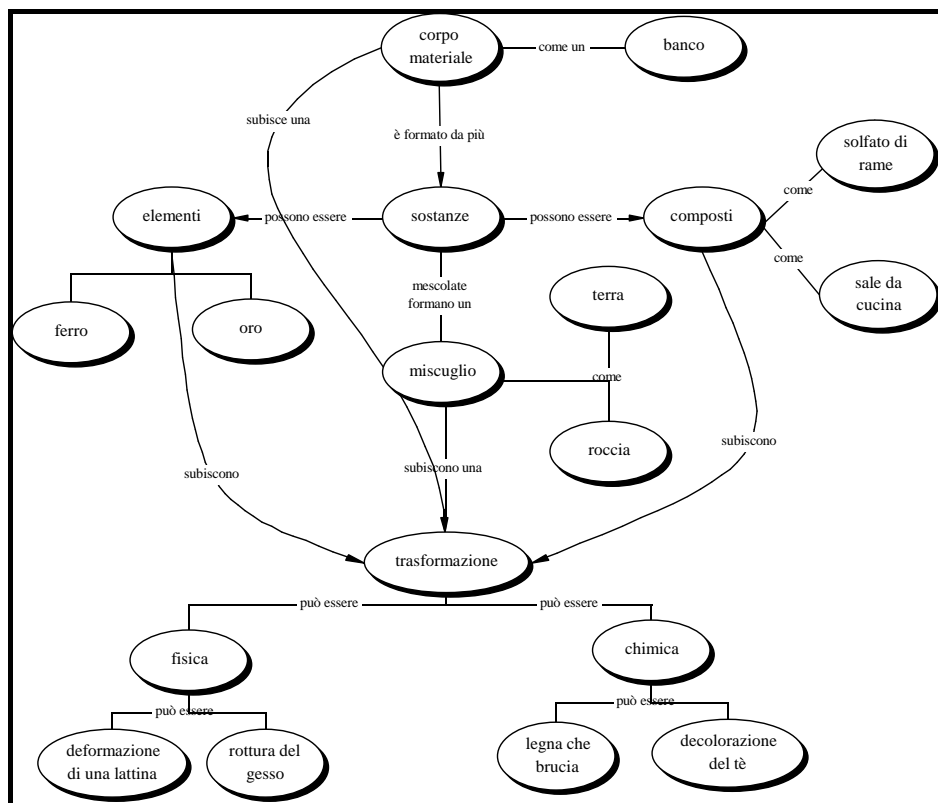 corpo
materiale
come un
banco
subisce una
è formato da più
solfato di
rame
come
elementi
possono essere
sostanze
possono essere
composti
come
mescolate
formano un
terra
sale da
cucina
ferro
oro
miscuglio
come
roccia
subiscono
subiscono una
subiscono
trasformazione
può essere
può essere
fisica
chimica
può essere
può essere
deformazione
di una lattina
rottura del
gesso
legna che
brucia
decolorazione
del tè